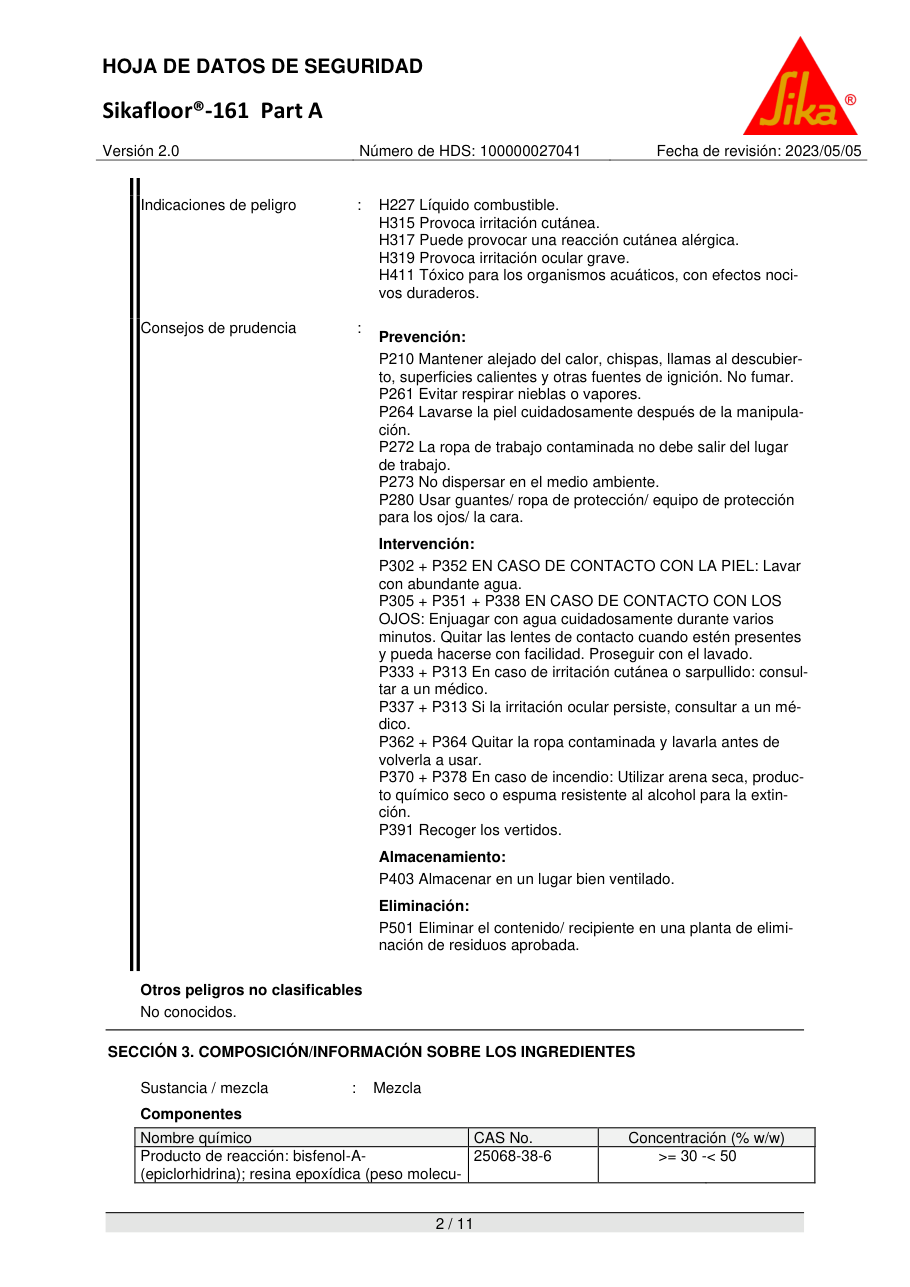 HOJA DE DATOS DE SEGURIDAD
Sikafloor®-161 Part A
Sika®
Versión 2.0 Número de HDS: 100000027041 Fecha de revisión: 2023/05/05
Indicaciones de peligro : H227 Líquido combustible.
H315 Provoca irritación cutánea.
H317 Puede provocar una reacción cutánea alérgica.
H319 Provoca irritación ocular grave.
H411 Tóxico para los organismos acuáticos, con efectos noci-
vos duraderos.
Consejos de prudencia :
Prevención:
P210 Mantener alejado del calor, chispas, llamas al descubier-
to, superficies calientes y otras fuentes de ignición. No fumar.
P261 Evitar respirar nieblas o vapores.
P264 Lavarse la piel cuidadosamente después de la manipula-
ción.
P272 La ropa de trabajo contaminada no debe salir del lugar
de trabajo.
P273 No dispersar en el medio ambiente.
P280 Usar guantes/ ropa de protección/ equipo de protección
para los ojos/ la cara.
Intervención:
P302 + P352 EN CASO DE CONTACTO CON LA PIEL: Lavar
con abundante agua.
P305 + P351 + P338 EN CASO DE CONTACTO CON LOS
OJOS: Enjuagar con agua cuidadosamente durante varios
minutos. Quitar las lentes de contacto cuando estén presentes
y pueda hacerse con facilidad. Proseguir con el lavado.
P333 + P313 En caso de irritación cutánea o sarpullido: consul-
tar a un médico.
P337 + P313 Si la irritación ocular persiste, consultar a un mé-
dico.
P362 + P364 Quitar la ropa contaminada y lavarla antes de
volverla a usar.
P370 + P378 En caso de incendio: Utilizar arena seca, produc-
to químico seco o espuma resistente al alcohol para la extin-
ción.
P391 Recoger los vertidos.
Almacenamiento:
P403 Almacenar en un lugar bien ventilado.
Eliminación:
P501 Eliminar el contenido/ recipiente en una planta de elimi-
nación de residuos aprobada.
Otros peligros no clasificables
No conocidos.
SECCIÓN 3. COMPOSICIÓN/INFORMACIÓN SOBRE LOS INGREDIENTES
Sustancia / mezcla : Mezcla
Componentes
Nombre químico CAS No. Concentración (% w/w)
Producto de reacción: bisfenol-A- 25068-38-6 >= 30 -< 50
(epiclorhidrina); resina epoxídica (peso molecu-
2 / 11